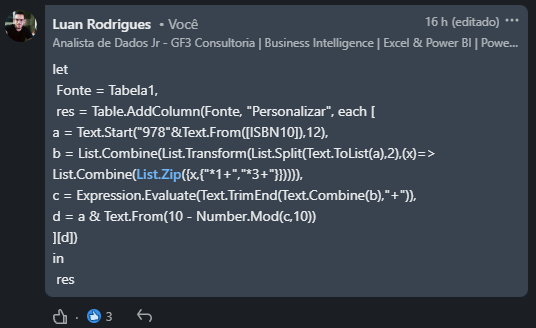 Luan Rodrigues • Você
16 h (editado)
Analista de Dados Jr - GF3 Consultoria | Business Intelligence | Excel & Power BI | Powe...
let
Fonte = Tabela1,
res = Table.AddColumn(Fonte, "Personalizar", each [
a = Text.Start("978"&Text.From([ISBN10]),12),
b = List.Combine(List.Transform(List.Split(Text.ToList(a),2),(x)=>
List.Combine(List.Zip({x,{"*1+","*3+"}})))),
c = Expression.Evaluate(Text.TrimEnd(Text.Combine(b),"+")),
d = a & Text.From(10 - Number.Mod(c,10))
][d])
in
res
3